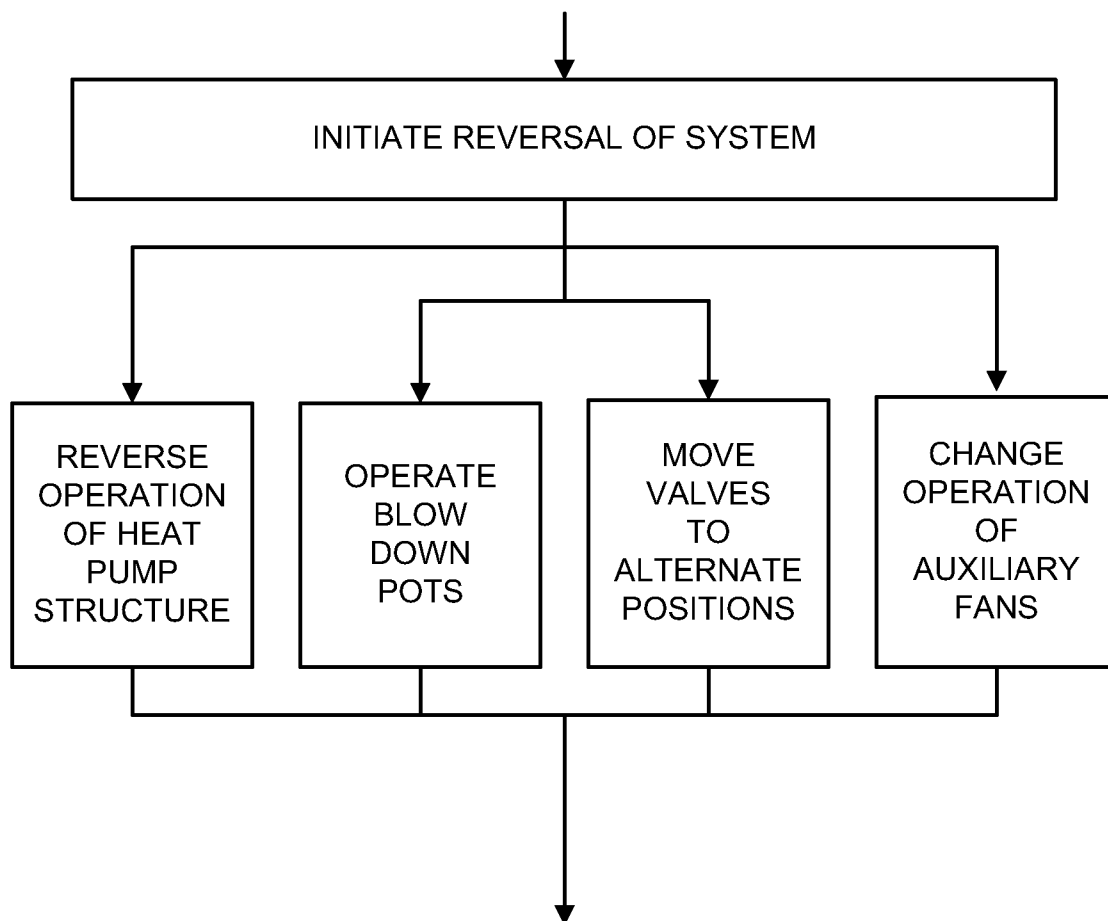 INITIATE REVERSAL OF SYSTEM
REVERSE
OPERATION
OF HEAT
PUMP
STRUCTURE
OPERATE
BLOW
DOWN
POTS
MOVE
VALVES
TO
ALTERNATE
POSITIONS
CHANGE
OPERATION
OF
AUXILIARY
FANS